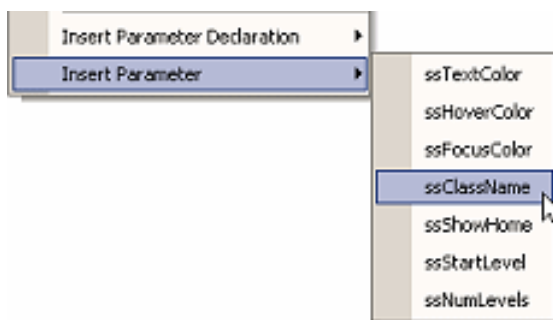 Insert Parameter Declaration
Insert Parameter
ssTextColor
ssHoverColor
ssFocusColor
ssClassName
ssShowHome
ssStartLevel
ssNumLevels